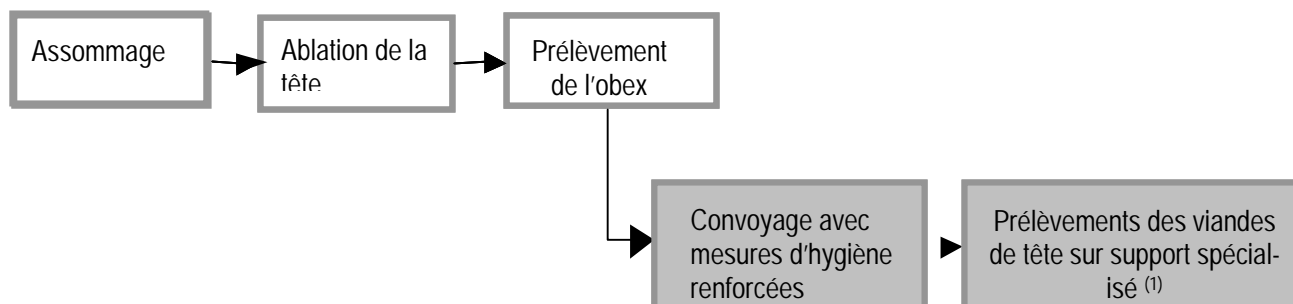 Assommage
Ablation de la
tête
Prélèvement
de l'obex
Convoyage avec
mesures d'hygiène
renforcées
Prélèvements des viandes
de tête sur support spécial-
isé (1)